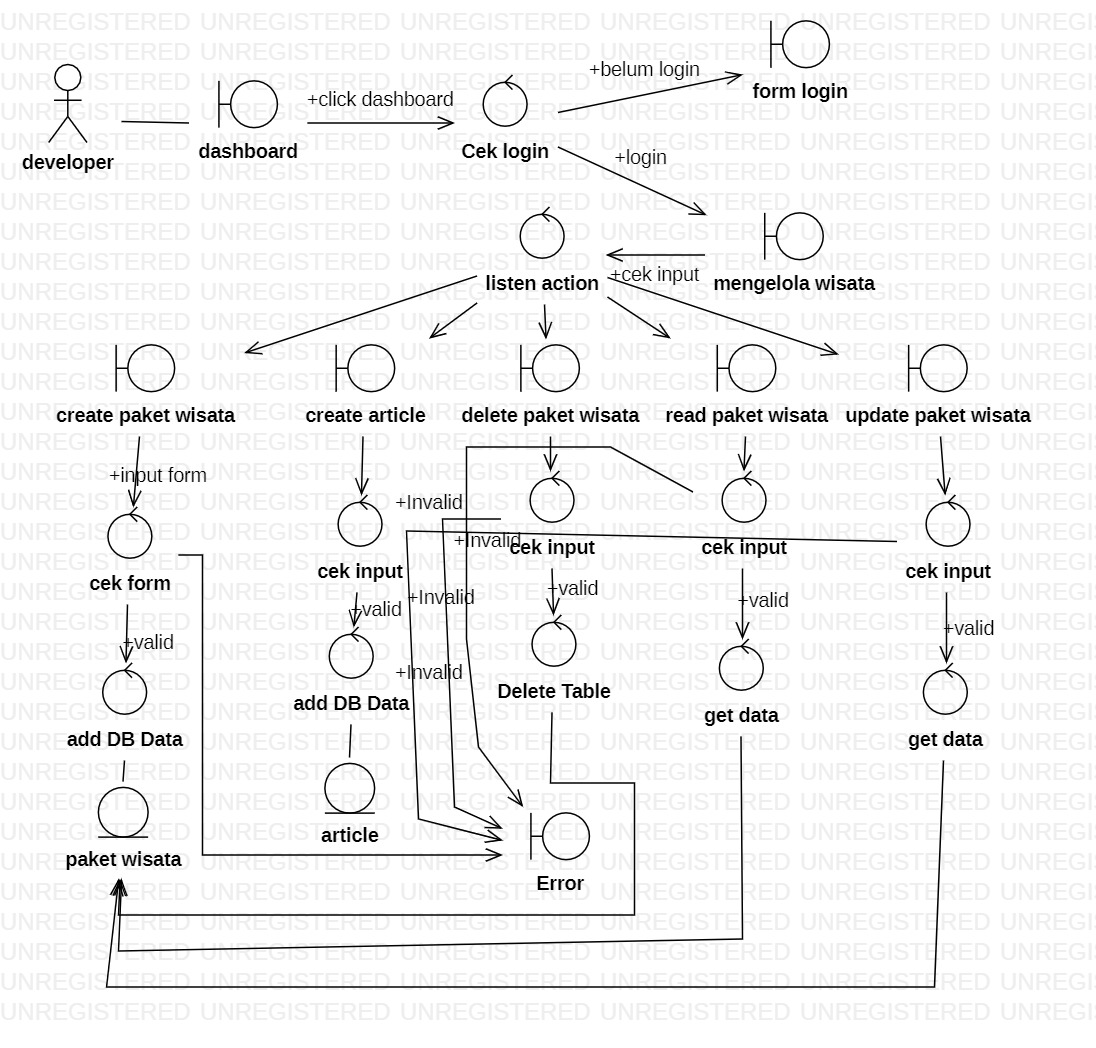 +belum login
form login
+click dashboard
developer
dashboard
Cek login
+login
listen action
+cek input
mengelola wisata
create paket wisata
create article
delete paket wisata
read paket wisata
update paket wisata
+input form
+Invalid
+Invalid
cek input
cek input
cek form
cek input
cek input
+valid
+Invalid
+valid
+valid
+valid
+valid
+Invalid
add DB Data
Delete Table
get data
add DB Data
get data
article
paket wisata
Error
UNREGISTERED